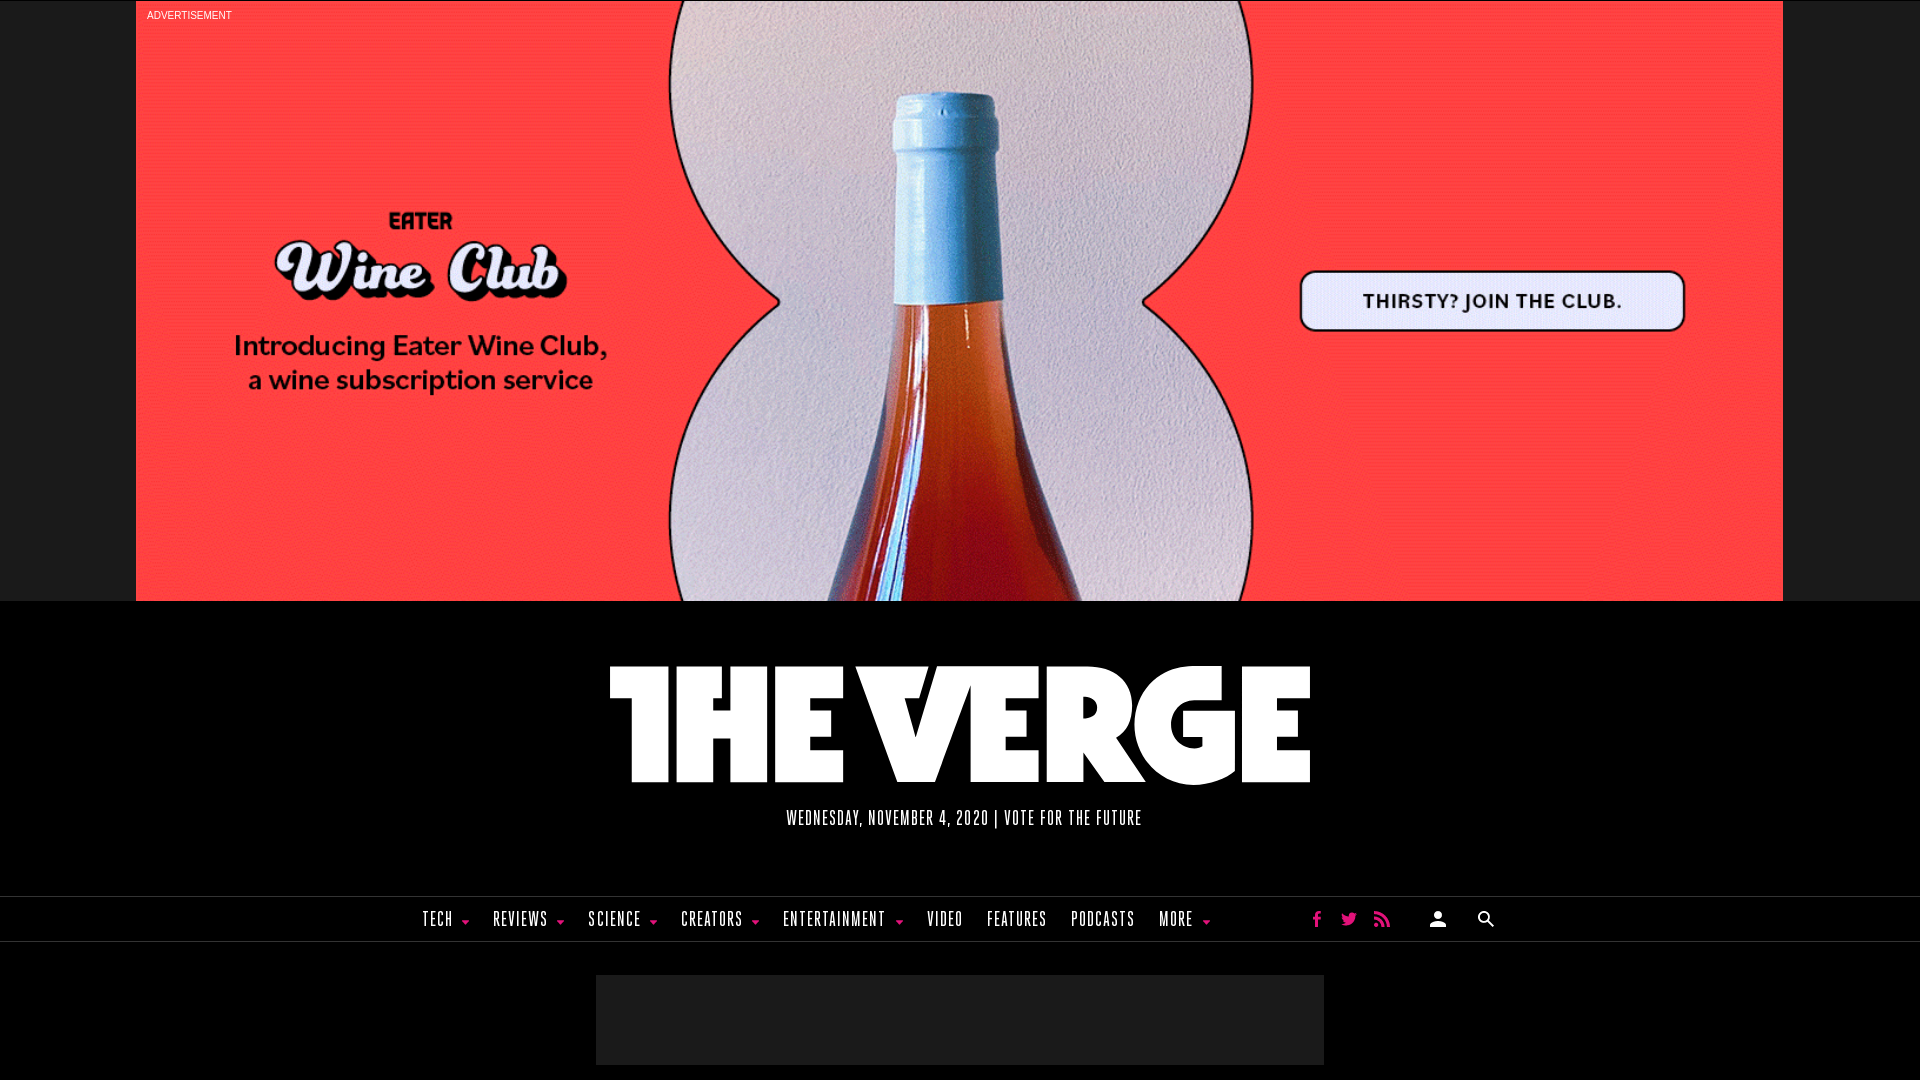 ADVERTISEMENT
EATER
Wine Club
Introducing Eater Wine Club,
a wine subscription service
THIRSTY? JOIN THE CLUB.
THE VERGE
WEDNESDAY, NOVEMBER 4, 2020 | VOTE FOR THE FUTURE
TECH REVIEWS SCIENCE CREATORS ENTERTAINMENT VIDEO FEATURES PODCASTS MORE